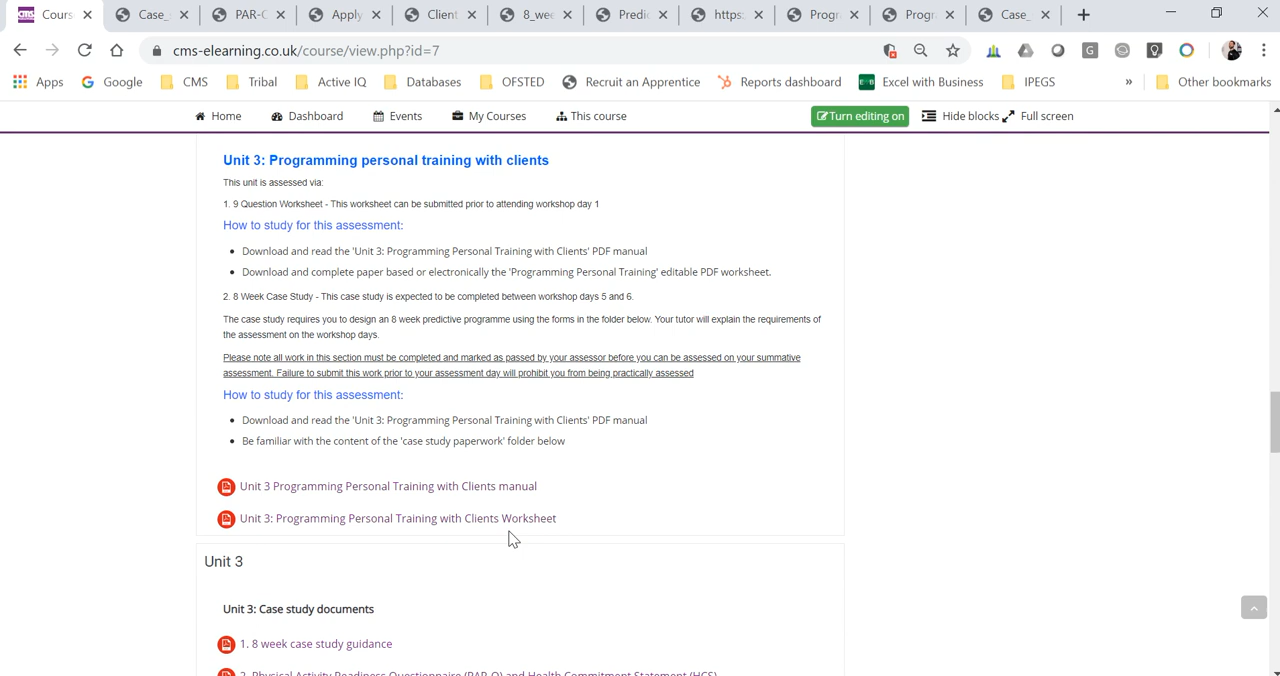 Cours
Case_
PAR-C
Apply
Client
8_wee
Predic
https:
Progr
Progr
Case_
cms-elearning.co.uk/course/view.php?id=7
Apps
Google
CMS
Tribal
Active IQ
Databases
OFSTED
Recruit an Apprentice
Reports dashboard
Excel with Business
IPEGS
»
Other bookmarks
Home
Dashboard
Events
My Courses
This course
Turn editing on
Hide blocks
Full screen
Unit 3: Programming personal training with clients
This unit is assessed via:
1. 9 Question Worksheet - This worksheet can be submitted prior to attending workshop day 1
How to study for this assessment:
• Download and read the 'Unit 3: Programming Personal Training with Clients' PDF manual
• Download and complete paper based or electronically the 'Programming Personal Training' editable PDF worksheet.
2. 8 Week Case Study - This case study is expected to be completed between workshop days 5 and 6.
The case study requires you to design an 8 week predictive programme using the forms in the folder below. Your tutor will explain the requirements of
the assessment on the workshop days.
Please note all work in this section must be completed and marked as passed by your assessor before you can be assessed on your summative
assessment. Failure to submit this work prior to your assessment day will prohibit you from being practically assessed
How to study for this assessment:
• Download and read the 'Unit 3: Programming Personal Training with Clients' PDF manual
• Be familiar with the content of the 'case study paperwork' folder below
Unit 3 Programming Personal Training with Clients manual
Unit 3: Programming Personal Training with Clients Worksheet
Unit 3
Unit 3: Case study documents
1. 8 week case study guidance
2. Physical Activity Readiness Questionnaire (PAR-Q) and Health Commitment Statement (HCS)